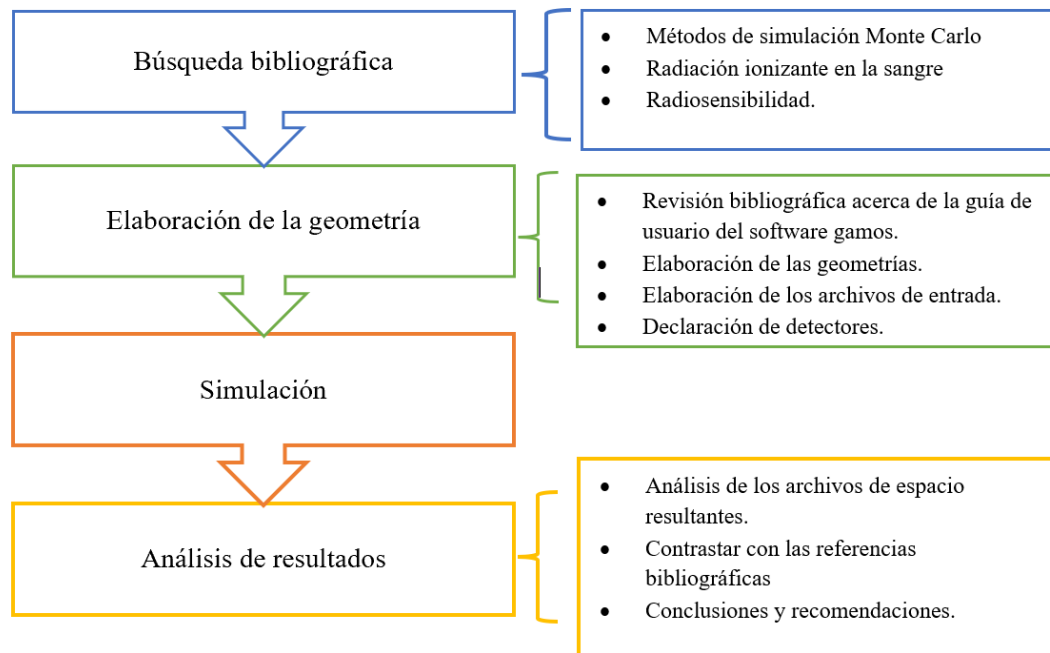 Búsqueda bibliográfica
• Métodos de simulación Monte Carlo
• Radiación ionizante en la sangre
• Radiosensibilidad.
Elaboración de la geometría
• Revisión bibliográfica acerca de la guía de
usuario del software gamos.
• Elaboración de las geometrías.
• Elaboración de los archivos de entrada.
• Declaración de detectores.
Simulación
Análisis de resultados
• Análisis de los archivos de espacio
resultantes.
• Contrastar con las referencias
bibliográficas
• Conclusiones y recomendaciones.